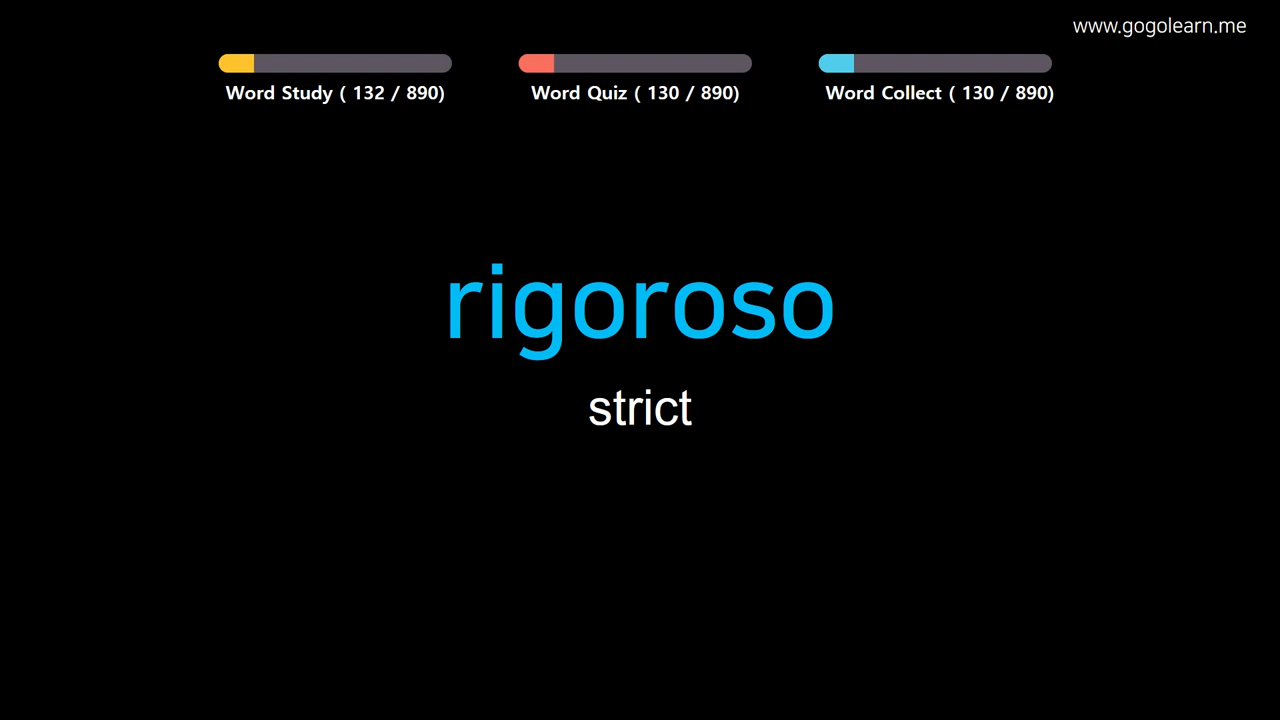 www.gogolearn.me
Word Study ( 132 / 890)
Word Quiz ( 130 / 890)
Word Collect ( 130 / 890)
rigoroso
strict